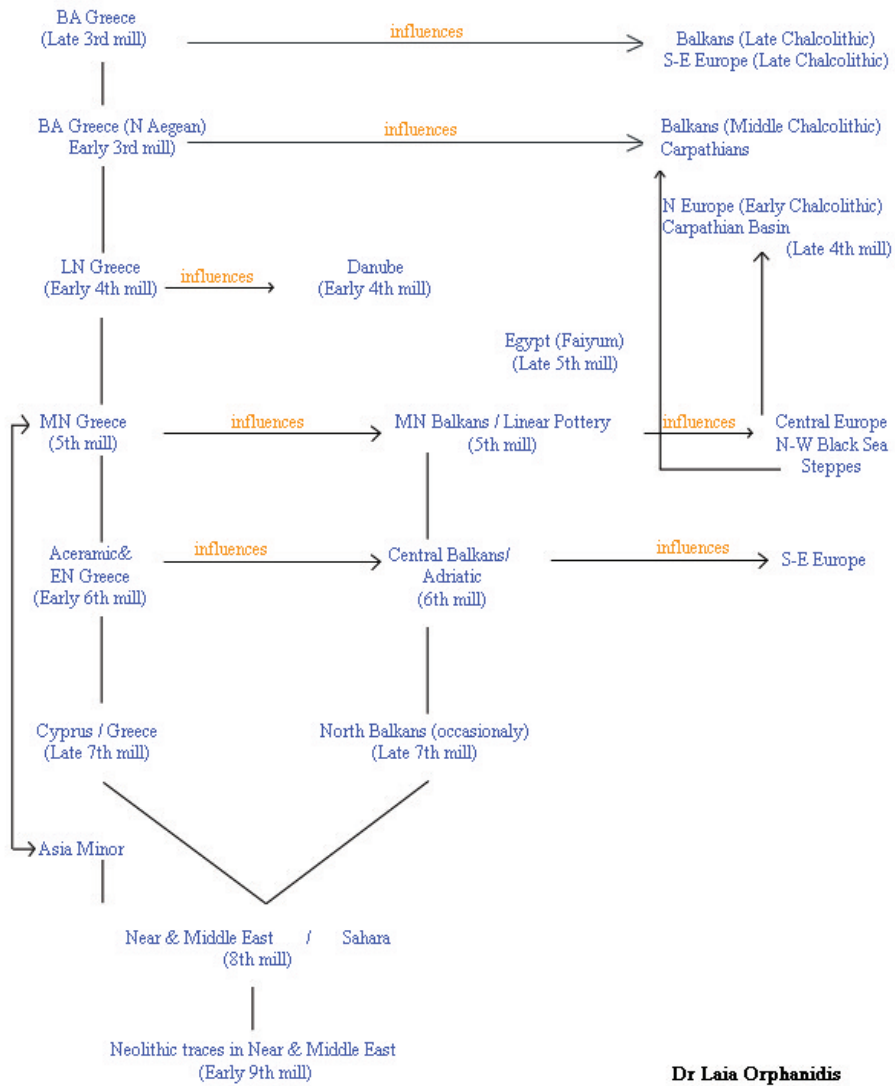 BA Greece
(Late 3rd mill)
influences
Balkans (Late Chalcolithic)
S-E Europe (Late Chalcolithic)
BA Greece (N Aegean)
Early 3rd mill)
influences
Balkans (Middle Chalcolithic)
Carpathians
N Europe (Early Chalcolithic)
Carpathian Basin
(Late 4th mill)
LN Greece
(Early 4th mill)
influences
Danube
(Early 4th mill)
Egypt (Faiyum)
(Late 5th mill)
MN Greece
(5th mill)
influences
MN Balkans / Linear Pottery
(5th mill)
influences
Central Europe
N-W Black Sea
Steppes
Aceramic&
EN Greece
(Early 6th mill)
influences
Central Balkans/
Adriatic
(6th mill)
influences
S-E Europe
Cyprus / Greece
(Late 7th mill)
North Balkans (occasionaly)
(Late 7th mill)
Asia Minor
Near & Middle East / Sahara
(8th mill)
Neolithic traces in Near & Middle East
(Early 9th mill)
Dr Laia Orphanidis